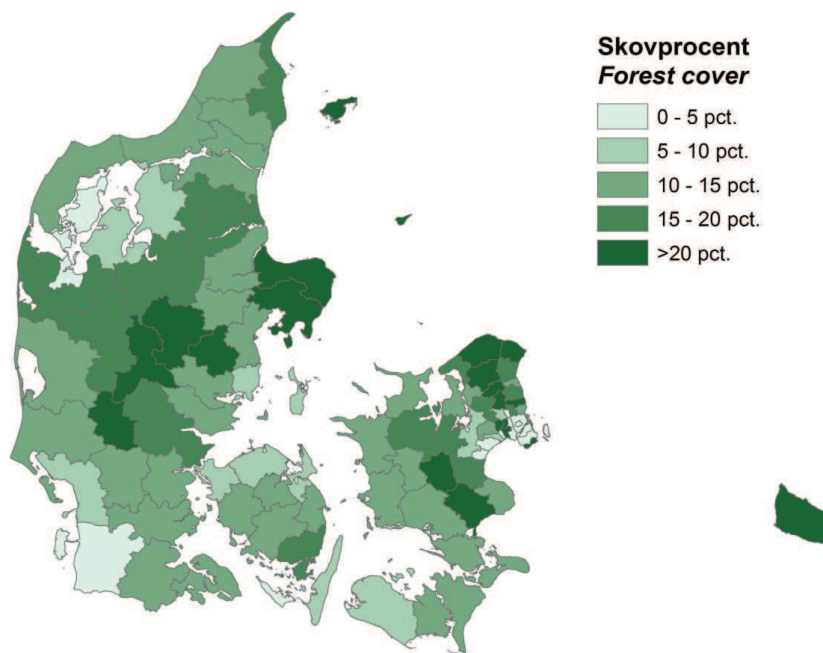 Skovprocent
Forest cover
0 - 5 pct.
5 - 10 pct.
10 - 15 pct.
15 - 20 pct.
>20 pct.